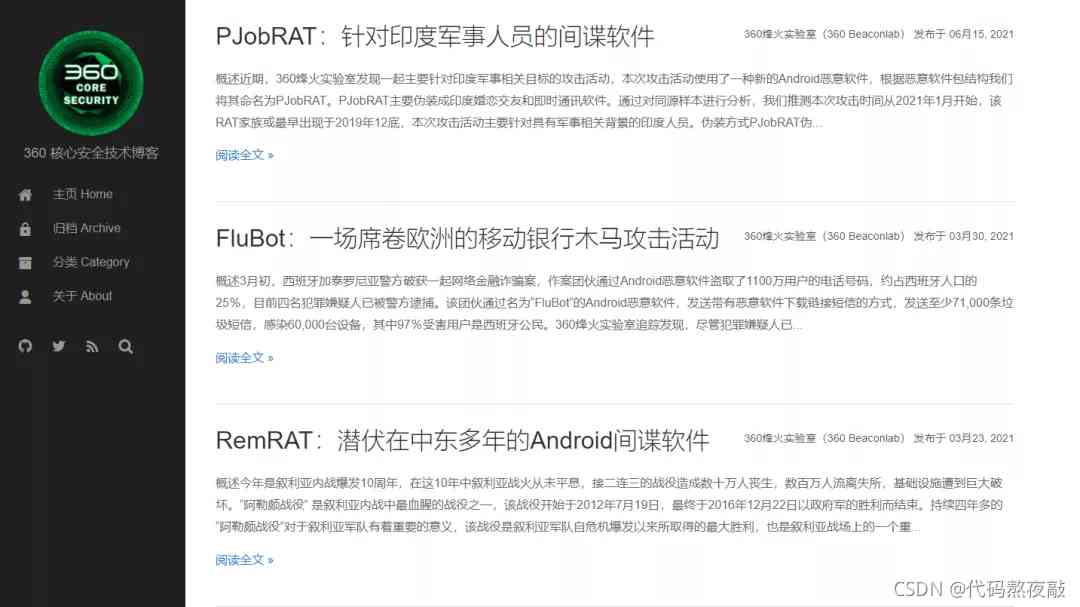 360
CORE
SECURITY
360 核心安全技术博客
主页 Home
归档 Archive
分类 Category
关于 About
PJobRAT：针对印度军事人员的间谍软件
360烽火实验室（360 Beaconlab） 发布于 06月15, 2021
概述近期，360烽火实验室发现一起主要针对印度军事相关目标的攻击活动，本次攻击活动使用了一种新的Android恶意软件，根据恶意软件包结构我们
将其命名为PJobRAT。PJobRAT主要伪装成印度婚恋交友和即时通讯软件。通过对同源样本进行分析，我们推测本次攻击时间从2021年1月开始，该
RAT家族或最早出现于2019年12底，本次攻击活动主要针对具有军事相关背景的印度人员。伪装方式PJobRAT伪...
阅读全文 »
FluBot：一场席卷欧洲的移动银行木马攻击活动
360烽火实验室（360 Beaconlab） 发布于 03月30, 2021
概述3月初，西班牙加泰罗尼亚警方破获一起网络金融诈骗案，作案团伙通过Android恶意软件盗取了1100万用户的电话号码，约占西班牙人口的
25%，目前四名犯罪嫌疑人已被警方逮捕。该团伙通过名为"FluBot"的Android恶意软件，发送带有恶意软件下载链接短信的方式，发送至少71,000条垃
圾短信，感染60,000台设备，其中97%受害用户是西班牙公民。360烽火实验室追踪发现，尽管犯罪嫌疑人已...
阅读全文 »
RemRAT：潜伏在中东多年的Android间谍软件
360烽火实验室（360 Beaconlab） 发布于 03月23, 2021
概述今年是叙利亚内战爆发10周年，在这10年中叙利亚战火从未平息，接二连三的战役造成数十万人丧生，数百万人流离失所，基础设施遭到巨大破
坏。"阿勒颇战役" 是叙利亚内战中最血腥的战役之一，该战役开始于2012年7月19日，最终于2016年12月22日以政府军的胜利而结束。持续四年多的
"阿勒颇战役"对于叙利亚军队有着重要的意义，该战役是叙利亚军队自危机爆发以来所取得的最大胜利，也是叙利亚战场上的一个重...
阅读全文 »
CSDN @代码熬夜敲